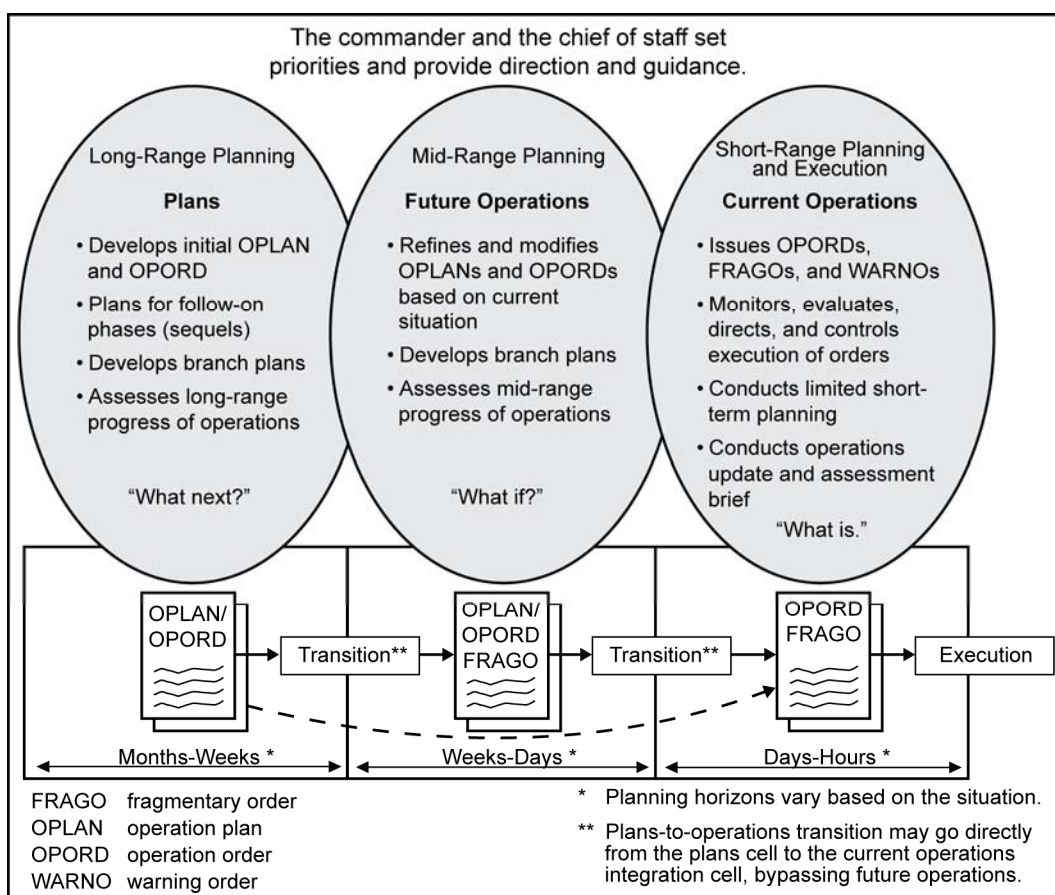 The commander and the chief of staff set
priorities and provide direction and guidance.
Long-Range Planning
Plans
• Develops initial OPLAN
and OPORD
• Plans for follow-on
phases (sequels)
• Develops branch plans
• Assesses long-range
progress of operations
“What next?”
Mid-Range Planning
Future Operations
• Refines and modifies
OPLANs and OPORDs
based on current
situation
• Develops branch plans
• Assesses mid-range
progress of operations
“What if?”
Short-Range Planning
and Execution
Current Operations
• Issues OPORDs,
FRAGOs, and WARNOs
• Monitors, evaluates,
directs, and controls
execution of orders
• Conducts limited short-
term planning
• Conducts operations
update and assessment
brief
“What is.”
OPLAN/
OPORD
Transition**
OPLAN/
OPORD
FRAGO
Transition**
OPORD
FRAGO
Execution
Months-Weeks *
Weeks-Days *
Days-Hours *
FRAGO fragmentary order
OPLAN operation plan
OPORD operation order
WARNO warning order
* Planning horizons vary based on the situation.
** Plans-to-operations transition may go directly
from the plans cell to the current operations
integration cell, bypassing future operations.